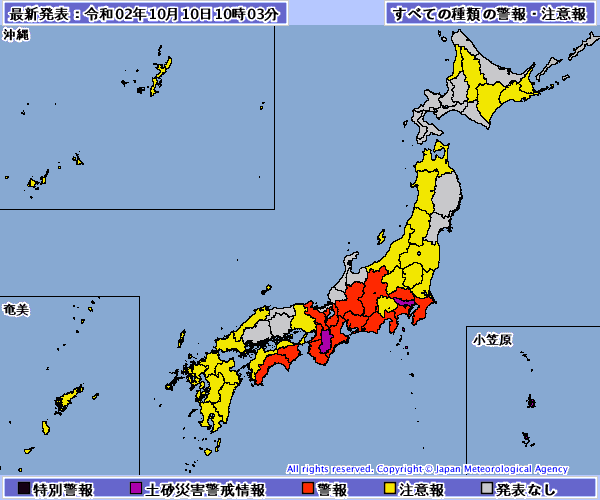 最新発表：令和02年10月10日10時03分
すべての種類の警報・注意報
沖縄
奄美
小笠原
All rights reserved. Copyright © Japan Meteorological Agency
特別警報
土砂災害警戒情報
警報
注意報
発表なし